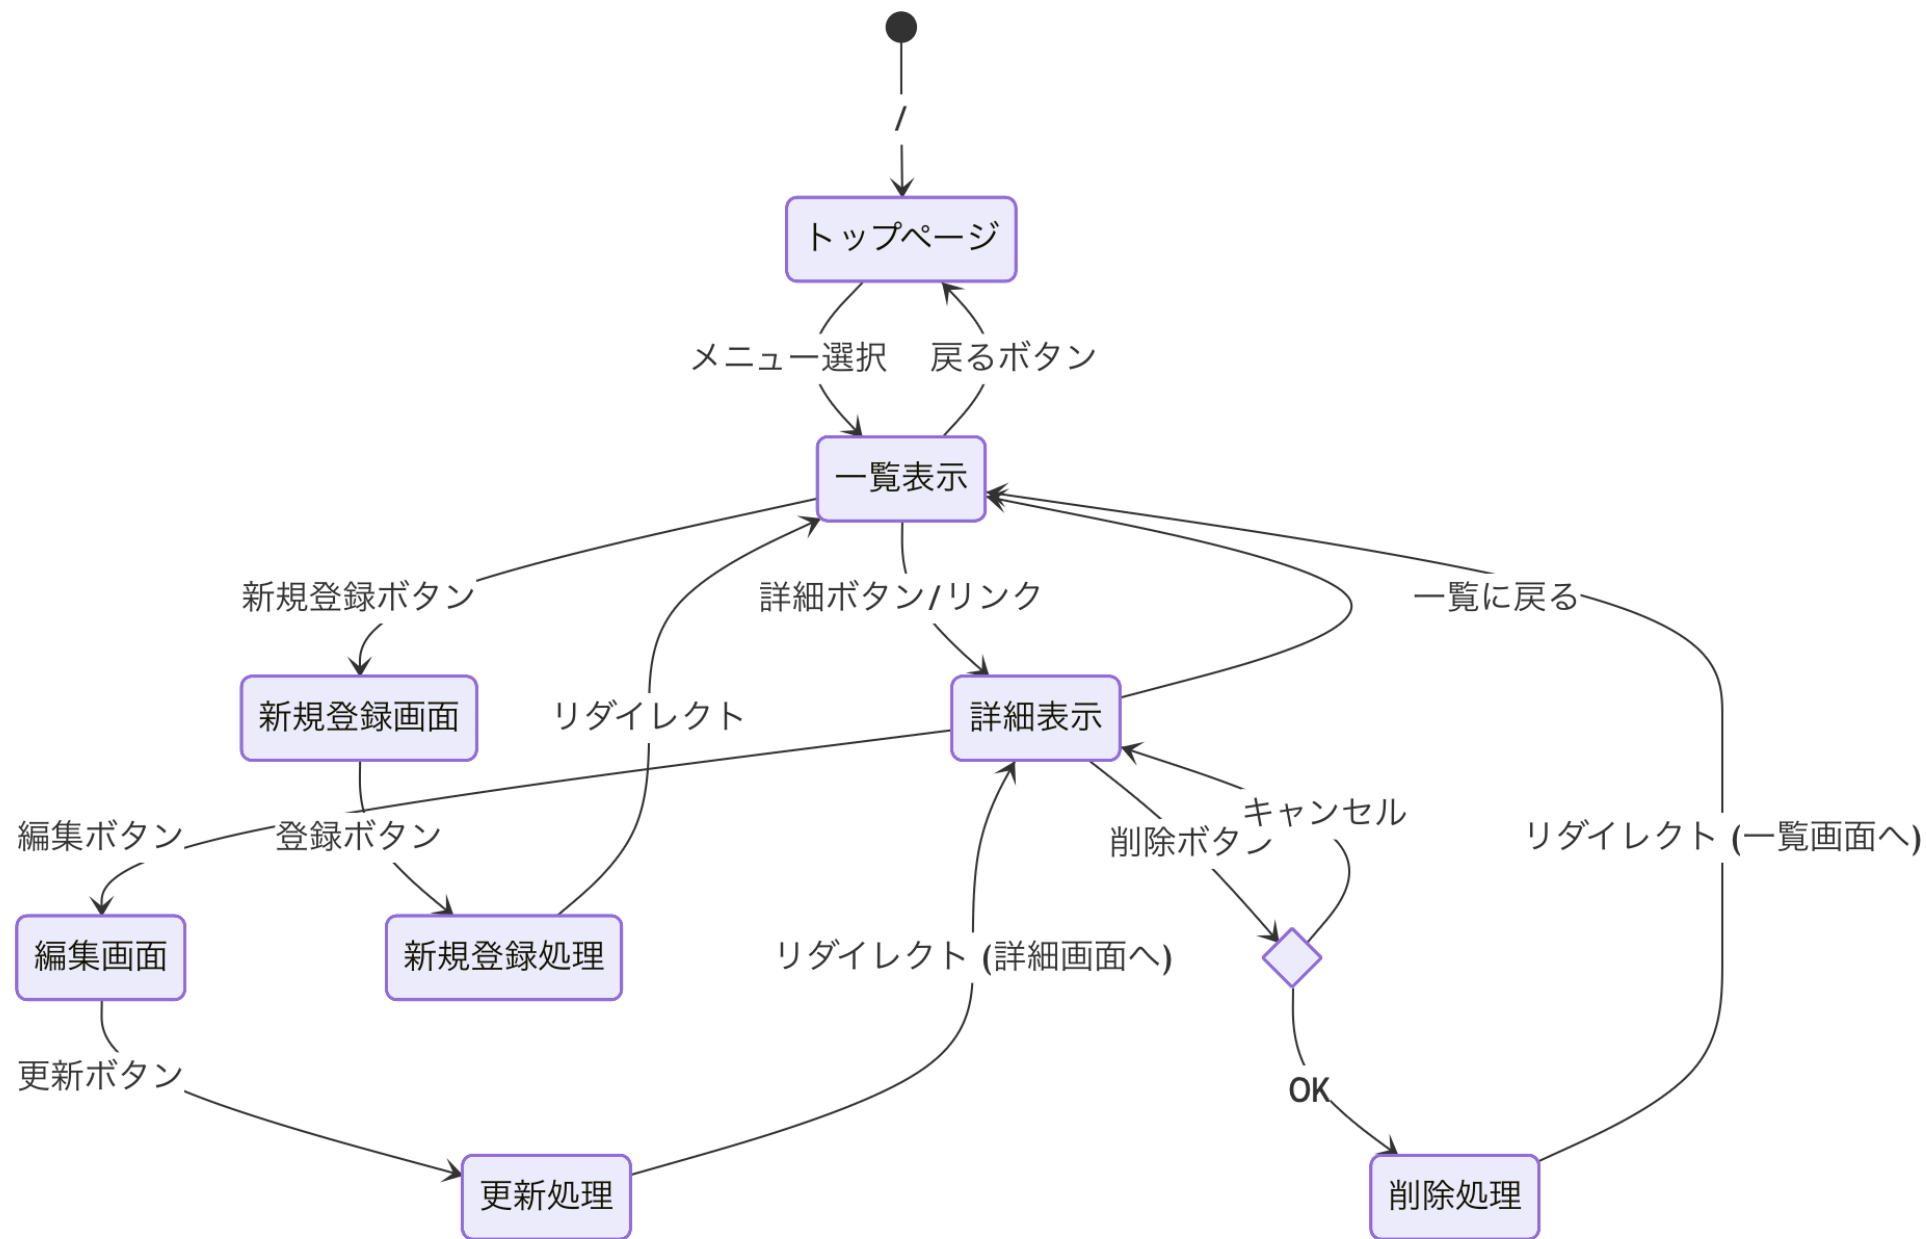 /
トップページ
メニュー選択
戻るボタン
一覧表示
新規登録ボタン
詳細ボタン/リンク
一覧に戻る
新規登録画面
リダイレクト
詳細表示
編集ボタン
登録ボタン
削除ボタン
キャンセル
リダイレクト (一覧画面へ)
編集画面
新規登録処理
リダイレクト (詳細画面へ)
更新ボタン
OK
更新処理
削除処理